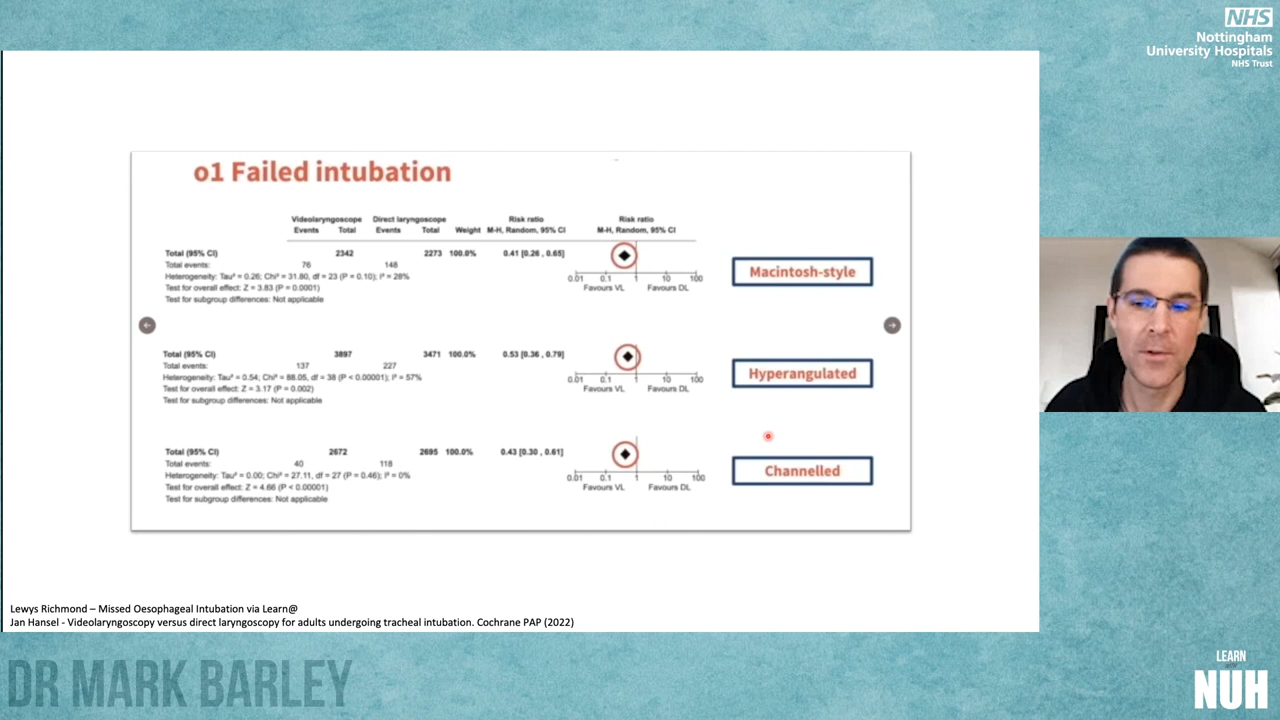 NHS
Nottingham
University Hospitals
NHS Trust
o1 Failed intubation
Videolaryngoscope Direct laryngoscope Risk ratio Risk ratio
Events Total Events Total Weight M-H, Random, 95% CI M-H, Random, 95% CI
Total (95% CI) 2342 2273 100.0% 0.41 [0.26 , 0.65]
Total events: 76 148
Heterogeneity: Tau² = 0.26; Chi² = 31.80, df = 23 (P = 0.10); I² = 28%
Test for overall effect: Z = 3.83 (P = 0.0001)
Test for subgroup differences: Not applicable
0.01 0.1 1 10 100
Favours VL Favours DL
Macintosh-style
Total (95% CI) 3897 3471 100.0% 0.53 [0.36 , 0.79]
Total events: 137 227
Heterogeneity: Tau² = 0.54; Chi² = 88.05, df = 38 (P < 0.00001); I² = 57%
Test for overall effect: Z = 3.17 (P = 0.002)
Test for subgroup differences: Not applicable
0.01 0.1 1 10 100
Favours VL Favours DL
Hyperangulated
Total (95% CI) 2672 2695 100.0% 0.43 [0.30 , 0.61]
Total events: 40 118
Heterogeneity: Tau² = 0.00; Chi² = 27.11, df = 27 (P = 0.46); I² = 0%
Test for overall effect: Z = 4.66 (P < 0.00001)
Test for subgroup differences: Not applicable
0.01 0.1 1 10 100
Favours VL Favours DL
Channelled
Lewys Richmond – Missed Oesophageal Intubation via Learn@
Jan Hansel - Videolaryngoscopy versus direct laryngoscopy for adults undergoing tracheal intubation. Cochrane PAP (2022)
DR MARK BARLEY
LEARN
NUH